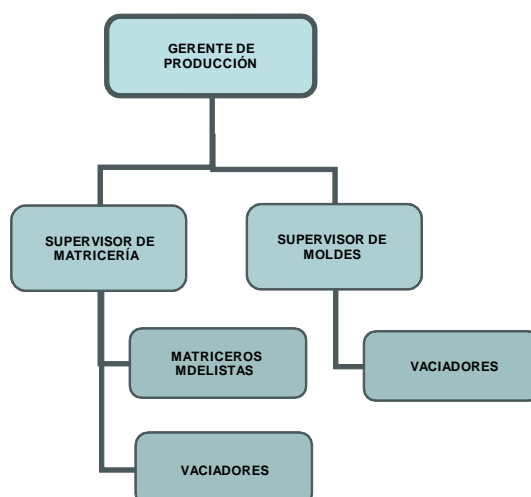 GERENTE DE
PRODUCCIÓN
SUPERVISOR DE
MATRICERÍA
SUPERVISOR DE
MOLDES
MATRICEROS
MDELISTAS
VACIADORES
VACIADORES